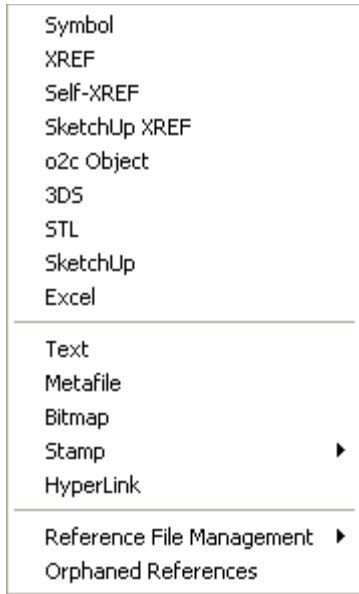 Symbol
XREF
Self-XREF
SketchUp XREF
o2c Object
3DS
STL
SketchUp
Excel
Text
Metafile
Bitmap
Stamp
HyperLink
Reference File Management
Orphaned References